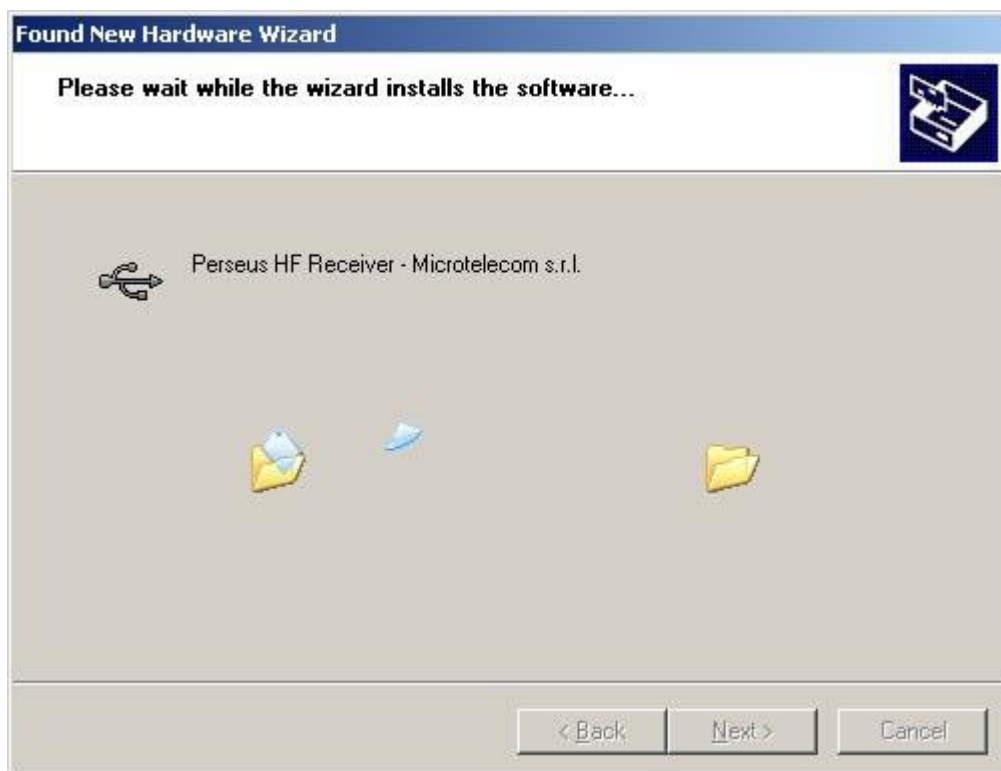 Found New Hardware Wizard
Please wait while the wizard installs the software...
Perseus HF Receiver - Microtelecom s.r.l.
< Back
Next >
Cancel